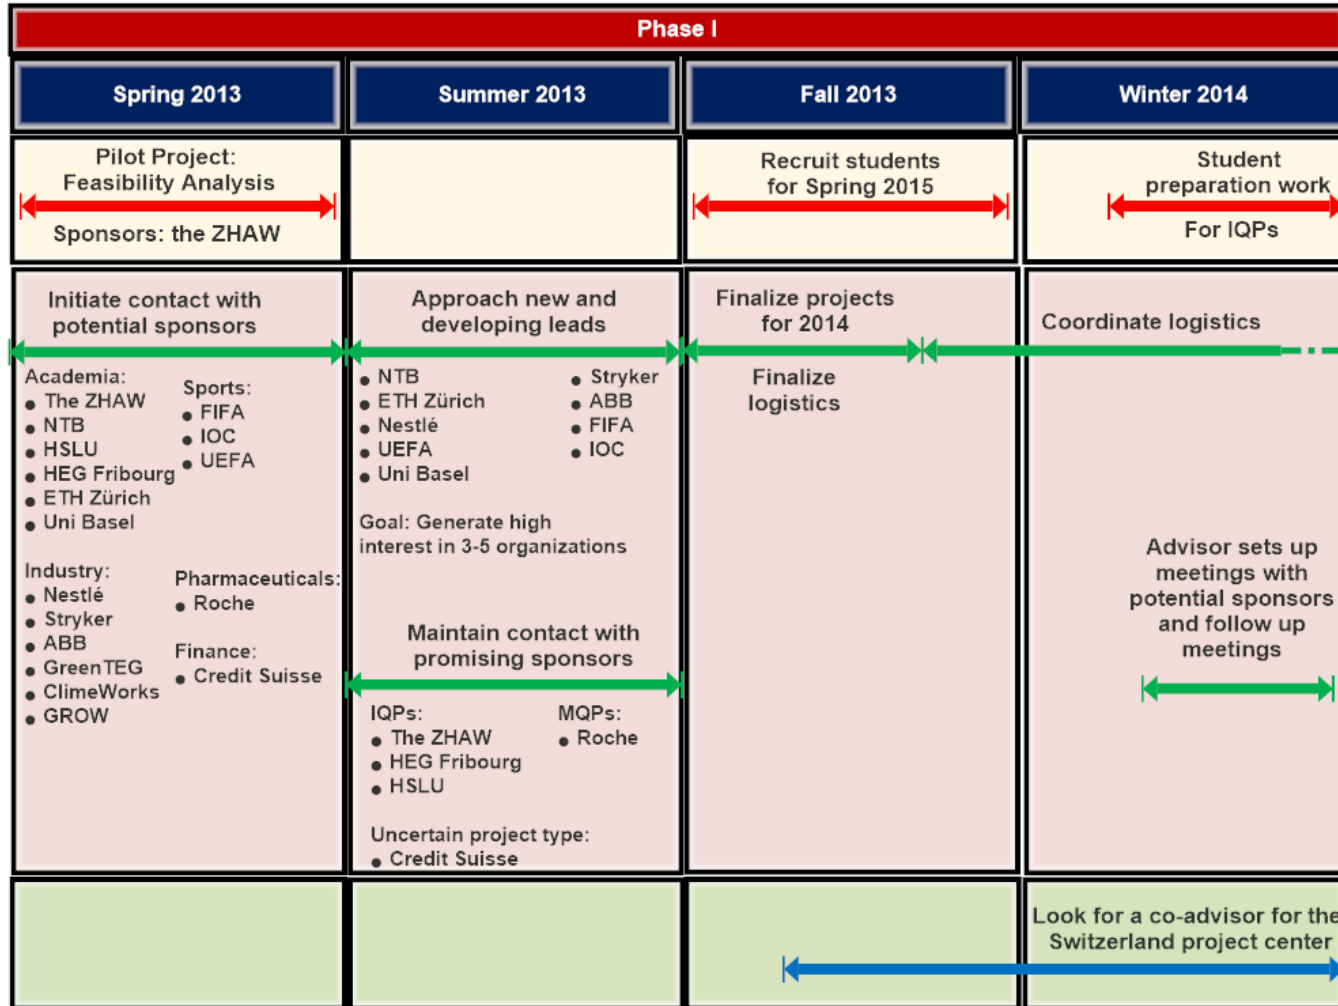 Phase I
Spring 2013
Summer 2013
Fall 2013
Winter 2014
Pilot Project:
Feasibility Analysis
Sponsors: the ZHAW
Recruit students
for Spring 2015
Student
preparation work
For IQPs
Initiate contact with
potential sponsors
Academia:
● The ZHAW
● NTB
● HSLU
● HEG Fribourg
● ETH Zürich
● Uni Basel
Sports:
● FIFA
● IOC
● UEFA
Industry:
● Nestlé
● Stryker
● ABB
● GreenTEG
● ClimeWorks
● GROW
Pharmaceuticals:
● Roche
Finance:
● Credit Suisse
Approach new and
developing leads
● NTB
● ETH Zürich
● Nestlé
● UEFA
● Uni Basel
● Stryker
● ABB
● FIFA
● IOC
Goal: Generate high
interest in 3-5 organizations
Maintain contact with
promising sponsors
IQPs:
● The ZHAW
● HEG Fribourg
● HSLU
MQPs:
● Roche
Uncertain project type:
● Credit Suisse
Finalize projects
for 2014
Finalize
logistics
Coordinate logistics
Advisor sets up
meetings with
potential sponsors
and follow up
meetings
Look for a co-advisor for the
Switzerland project center